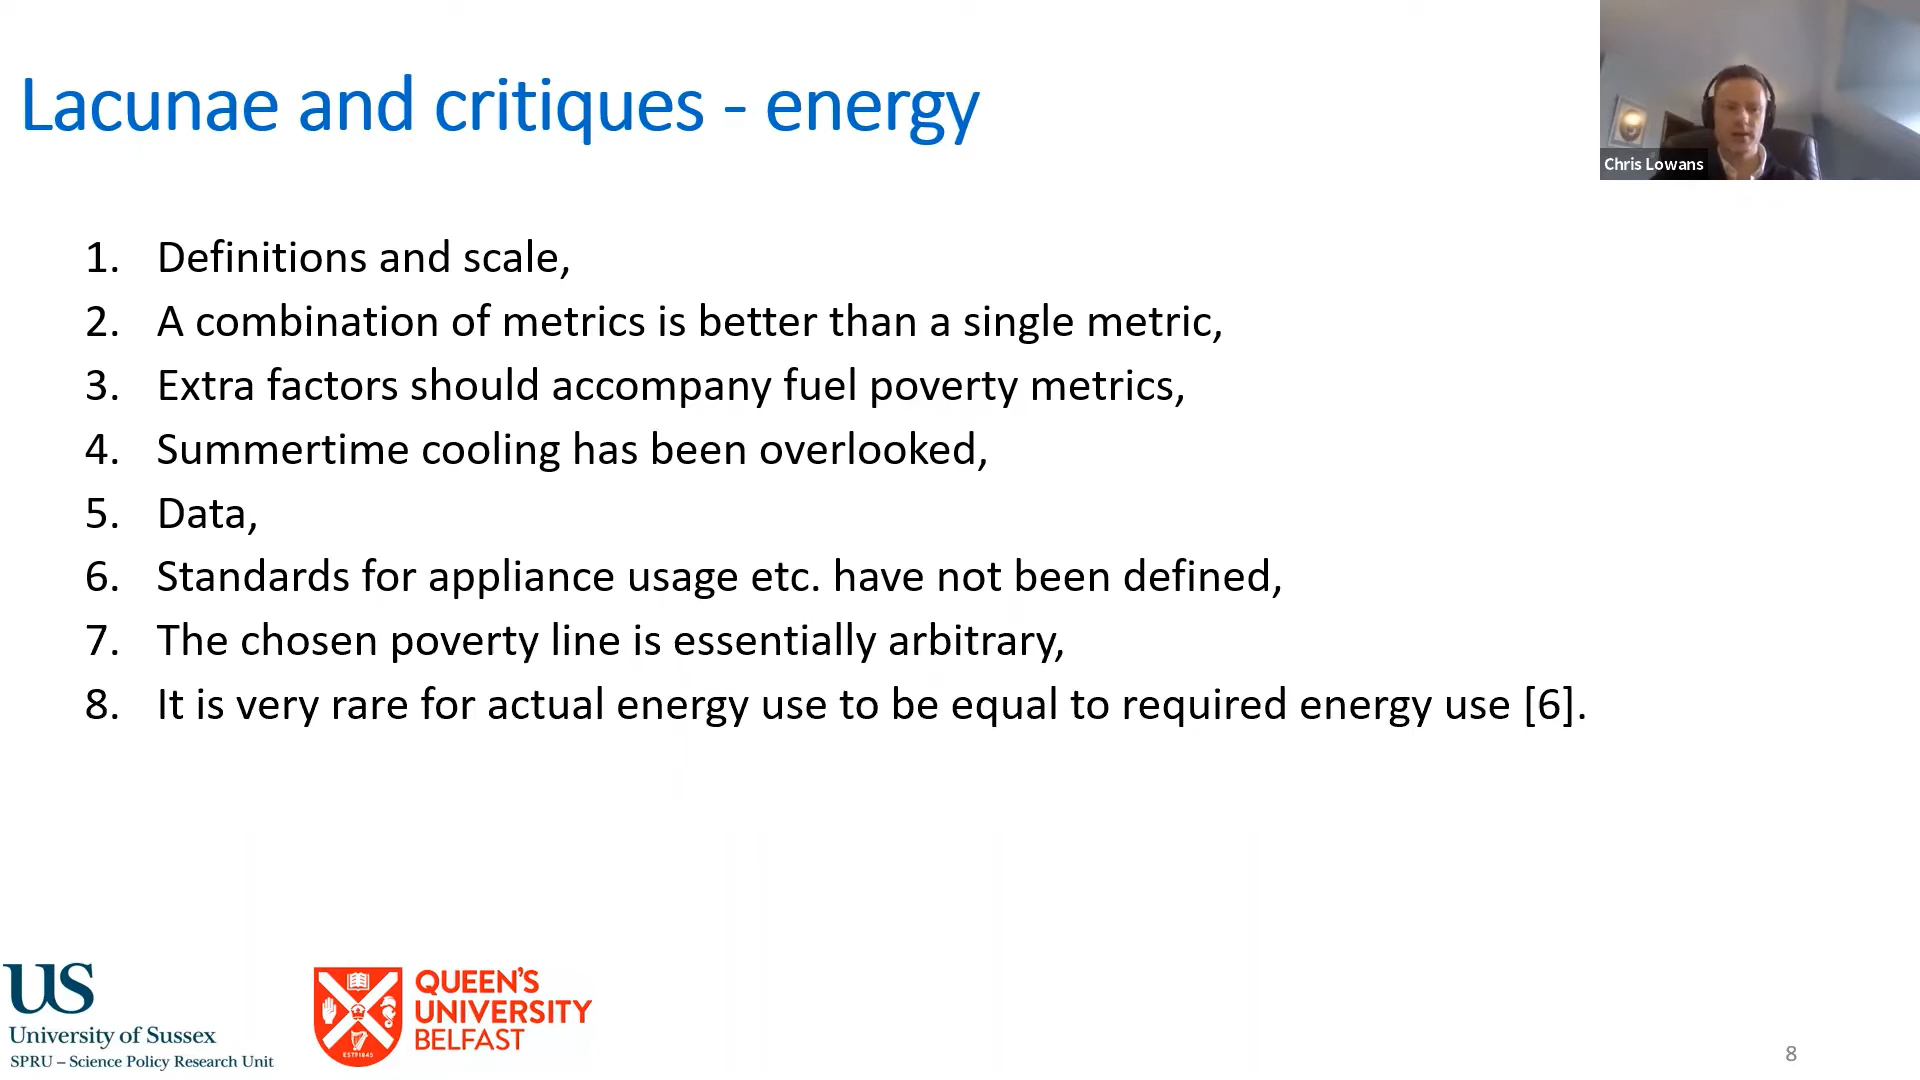 Lacunae and critiques - energy
Chris Lowans
1. Definitions and scale,
2. A combination of metrics is better than a single metric,
3. Extra factors should accompany fuel poverty metrics,
4. Summertime cooling has been overlooked,
5. Data,
6. Standards for appliance usage etc. have not been defined,
7. The chosen poverty line is essentially arbitrary,
8. It is very rare for actual energy use to be equal to required energy use [6].
US
University of Sussex
SPRU – Science Policy Research Unit
ESTD1845
QUEEN'S
UNIVERSITY
BELFAST
8